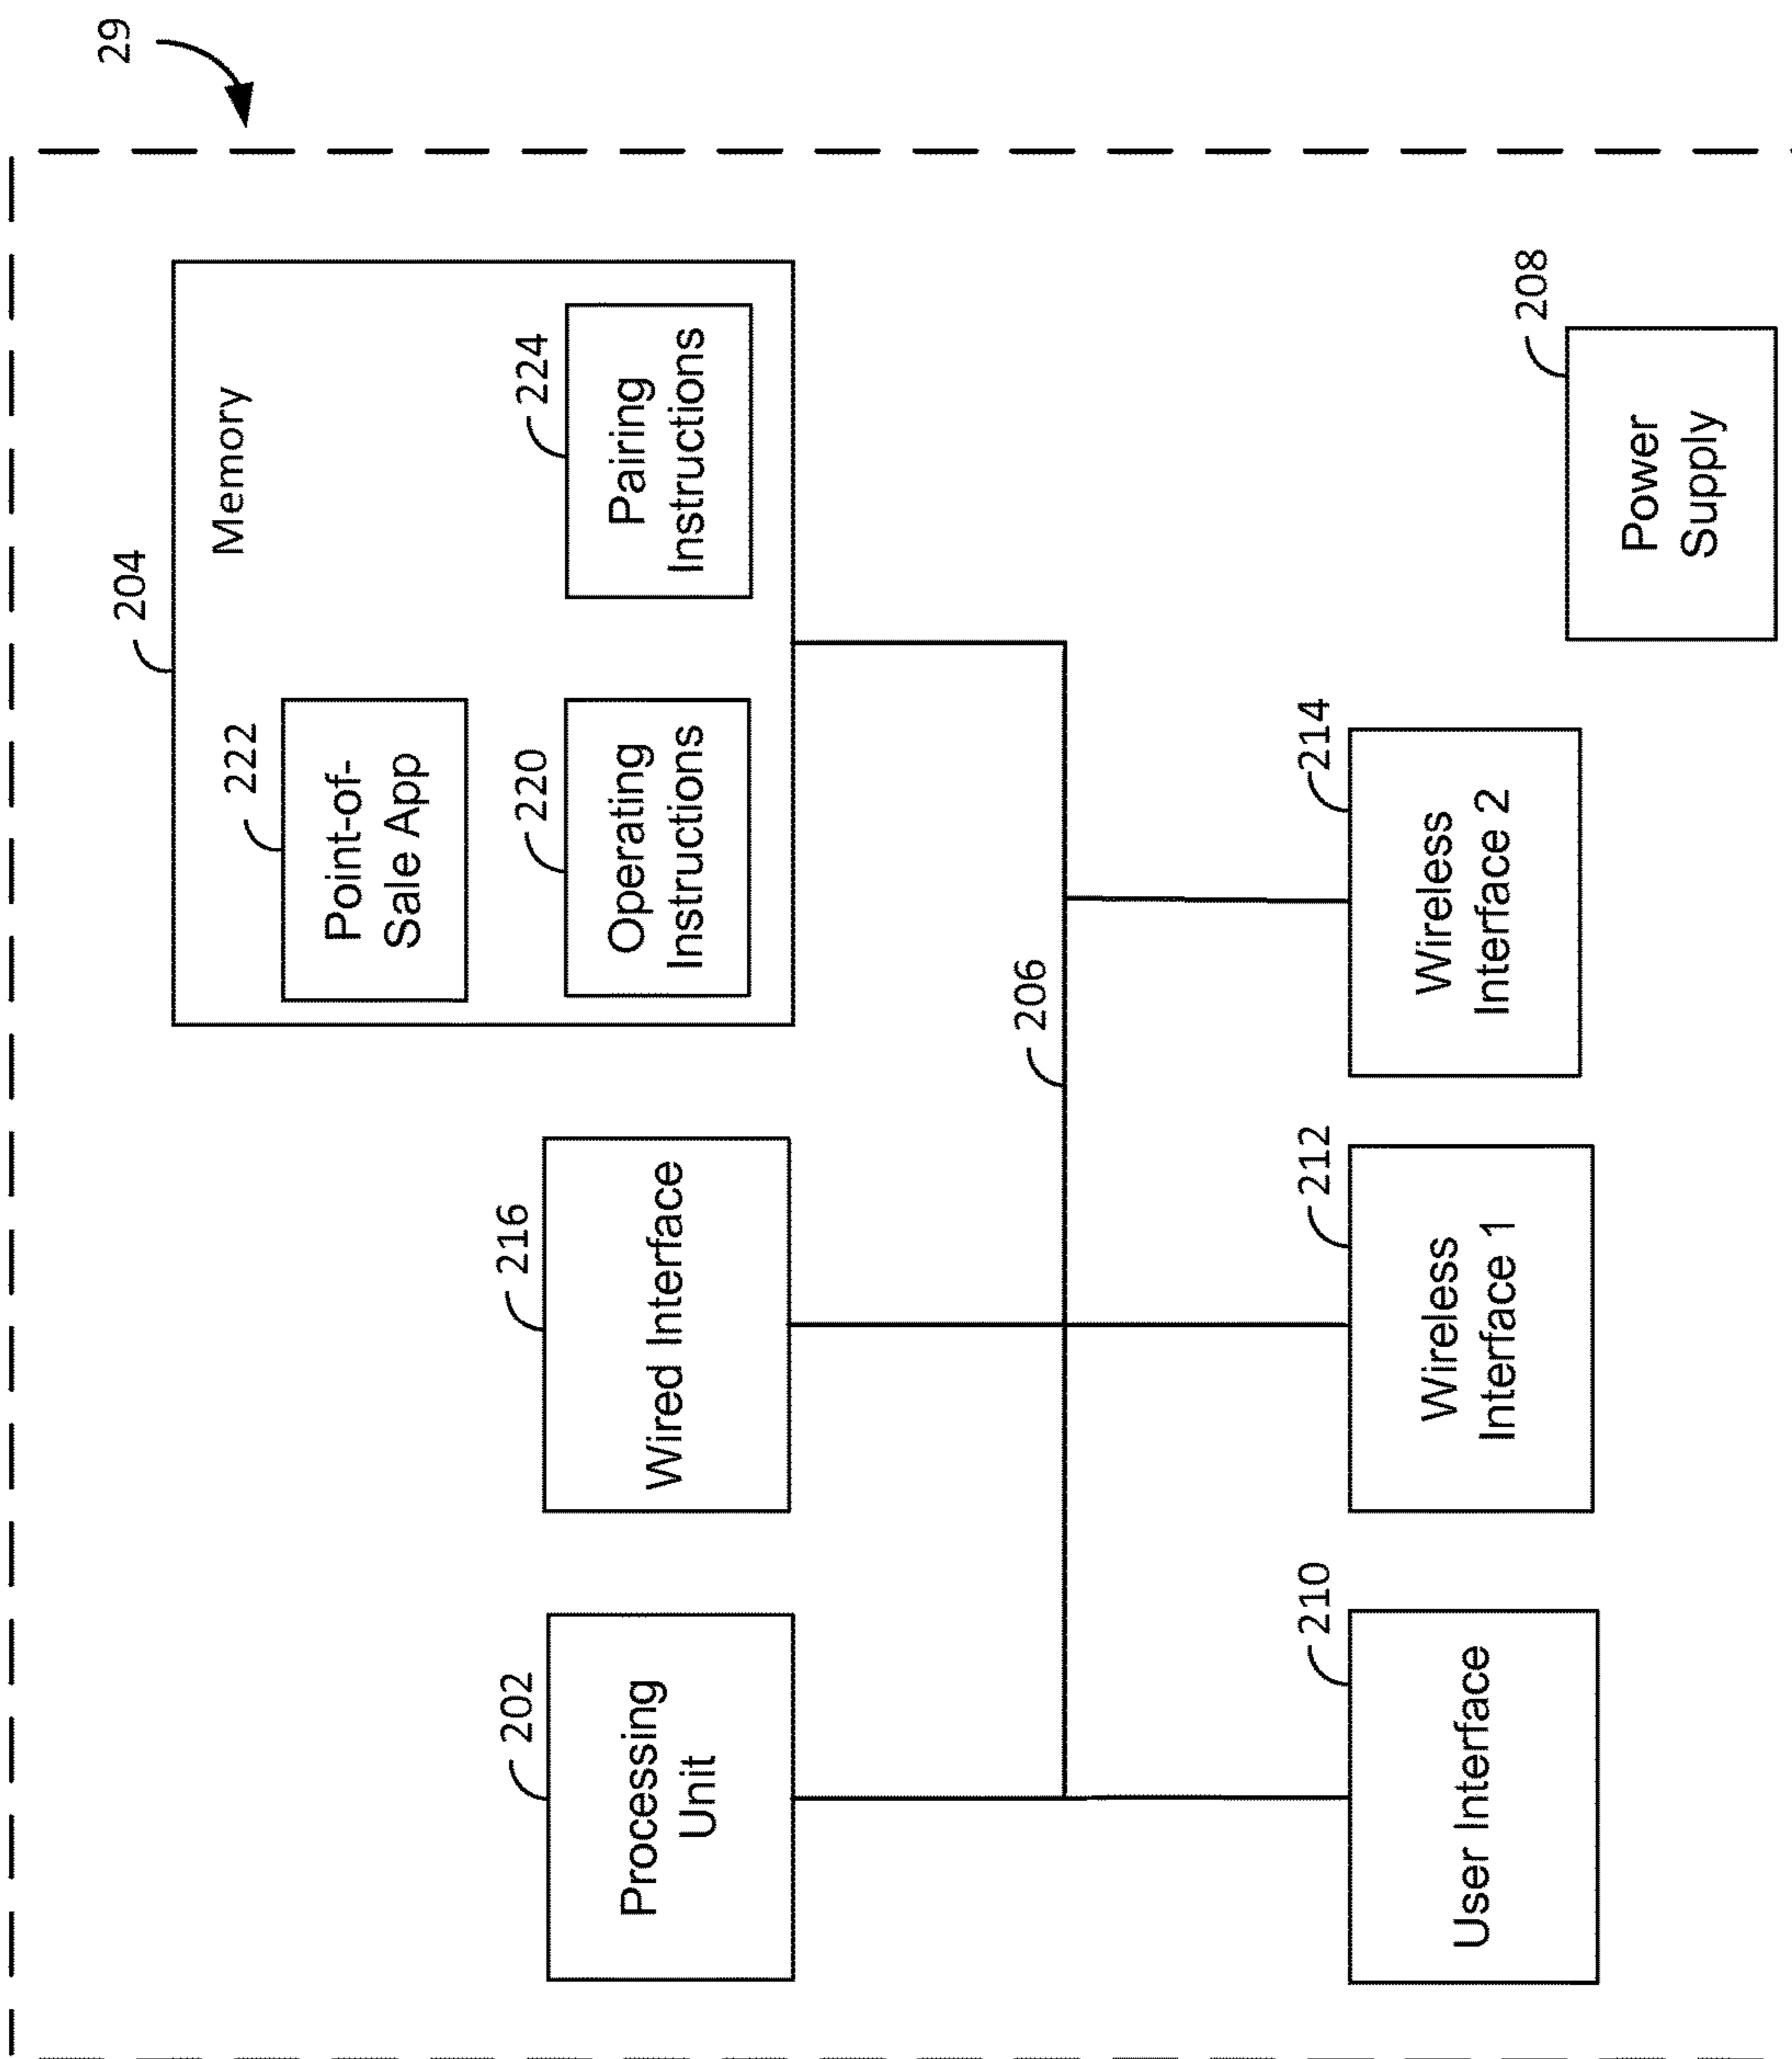 29
204
Memory
222
Point-of-
Sale App
220
Operating
Instructions
224
Pairing
Instructions
202
Processing
Unit
216
Wired Interface
206
210
User Interface
212
Wireless
Interface 1
214
Wireless
Interface 2
208
Power
Supply